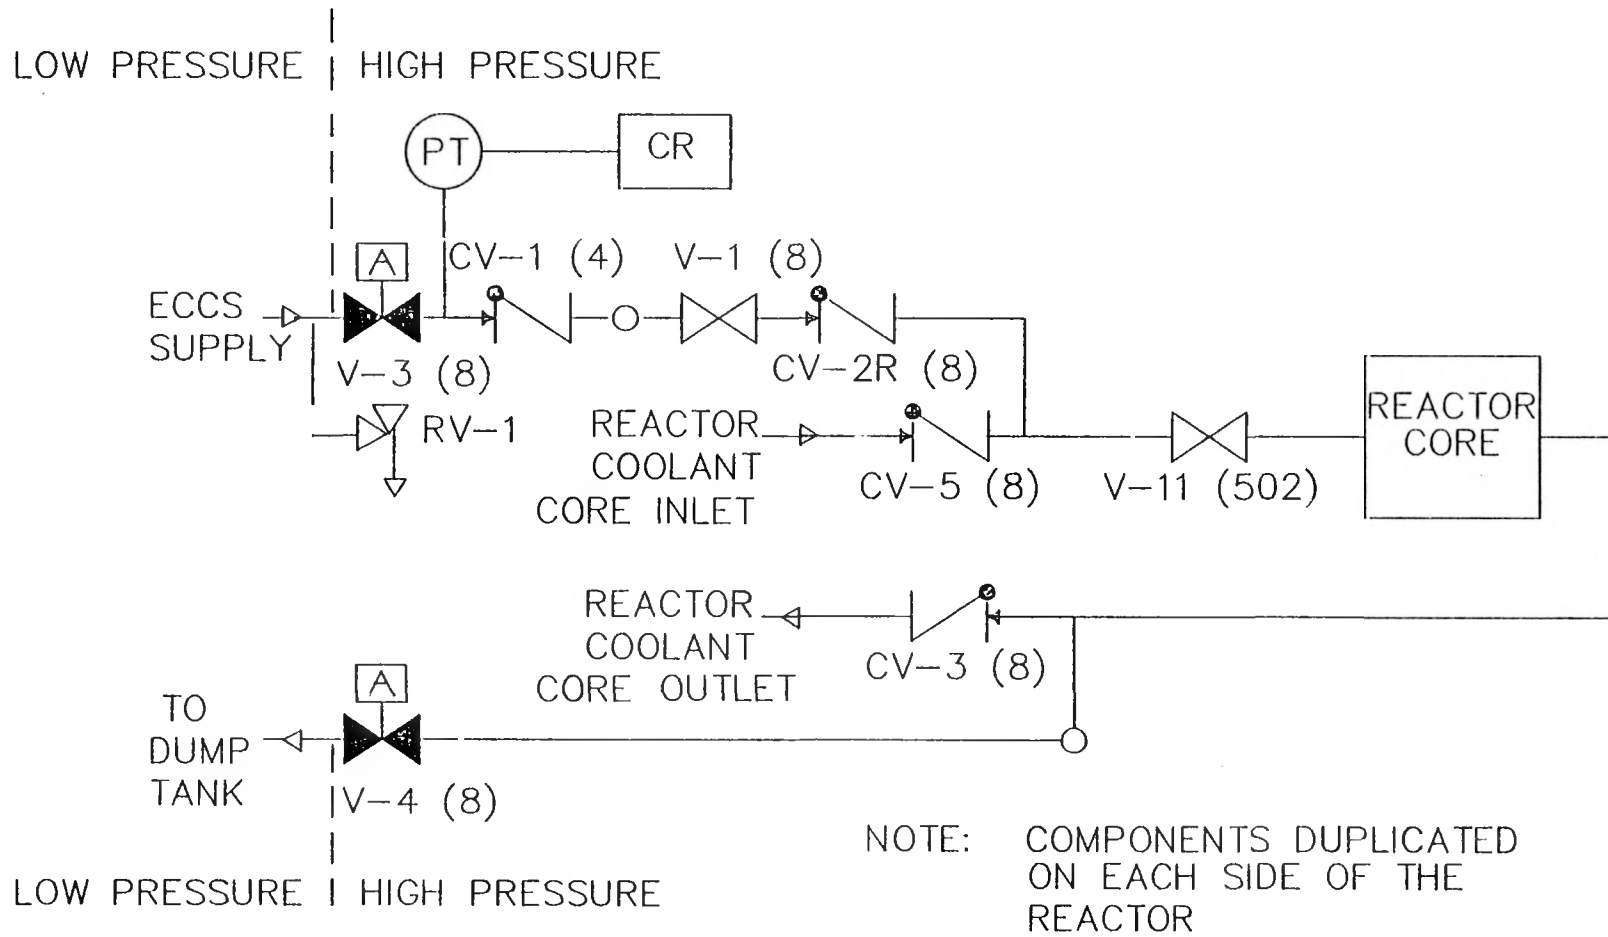 LOW PRESSURE HIGH PRESSURE
PT CR
A CV-1 (4) V-1 (8)
ECCS
SUPPLY
V-3 (8) CV-2R (8)
RV-1
REACTOR
COOLANT
CORE INLET
CV-5 (8) V-11 (502)
REACTOR
CORE
REACTOR
COOLANT
CORE OUTLET
CV-3 (8)
A
TO
DUMP
TANK
V-4 (8)
NOTE: COMPONENTS DUPLICATED
ON EACH SIDE OF THE
REACTOR
LOW PRESSURE HIGH PRESSURE